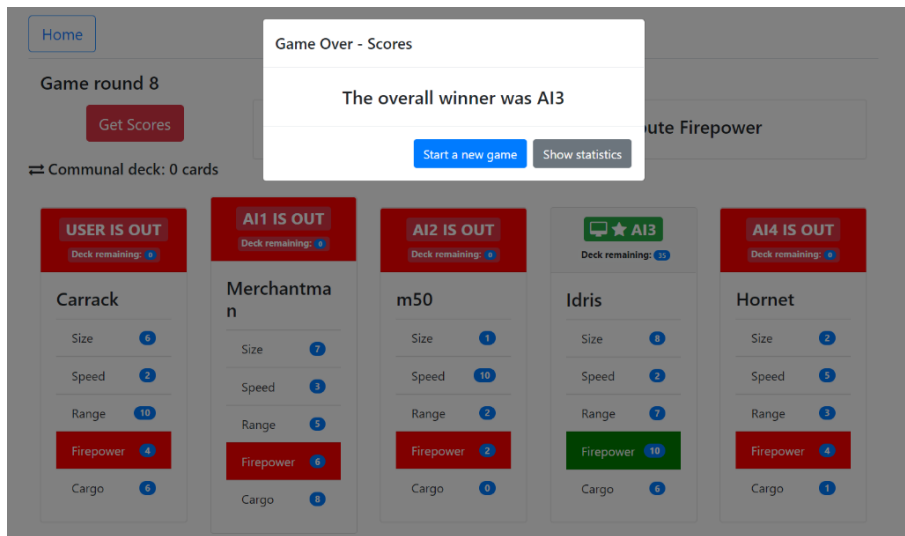 Home
Game Over - Scores
The overall winner was AI3
Start a new game Show statistics
Game round 8
Get Scores
ute Firepower
Communal deck: 0 cards
USER IS OUT
Deck remaining: 0
Carrack
Size 6
Speed 2
Range 10
Firepower 4
Cargo 6
AI1 IS OUT
Deck remaining: 0
Merchantma
n
Size 7
Speed 3
Range 5
Firepower 6
Cargo 8
AI2 IS OUT
Deck remaining: 0
m50
Size 1
Speed 10
Range 2
Firepower 2
Cargo 0
AI3
Deck remaining: 35
Idris
Size 8
Speed 2
Range 7
Firepower 10
Cargo 6
AI4 IS OUT
Deck remaining: 0
Hornet
Size 2
Speed 5
Range 3
Firepower 4
Cargo 1